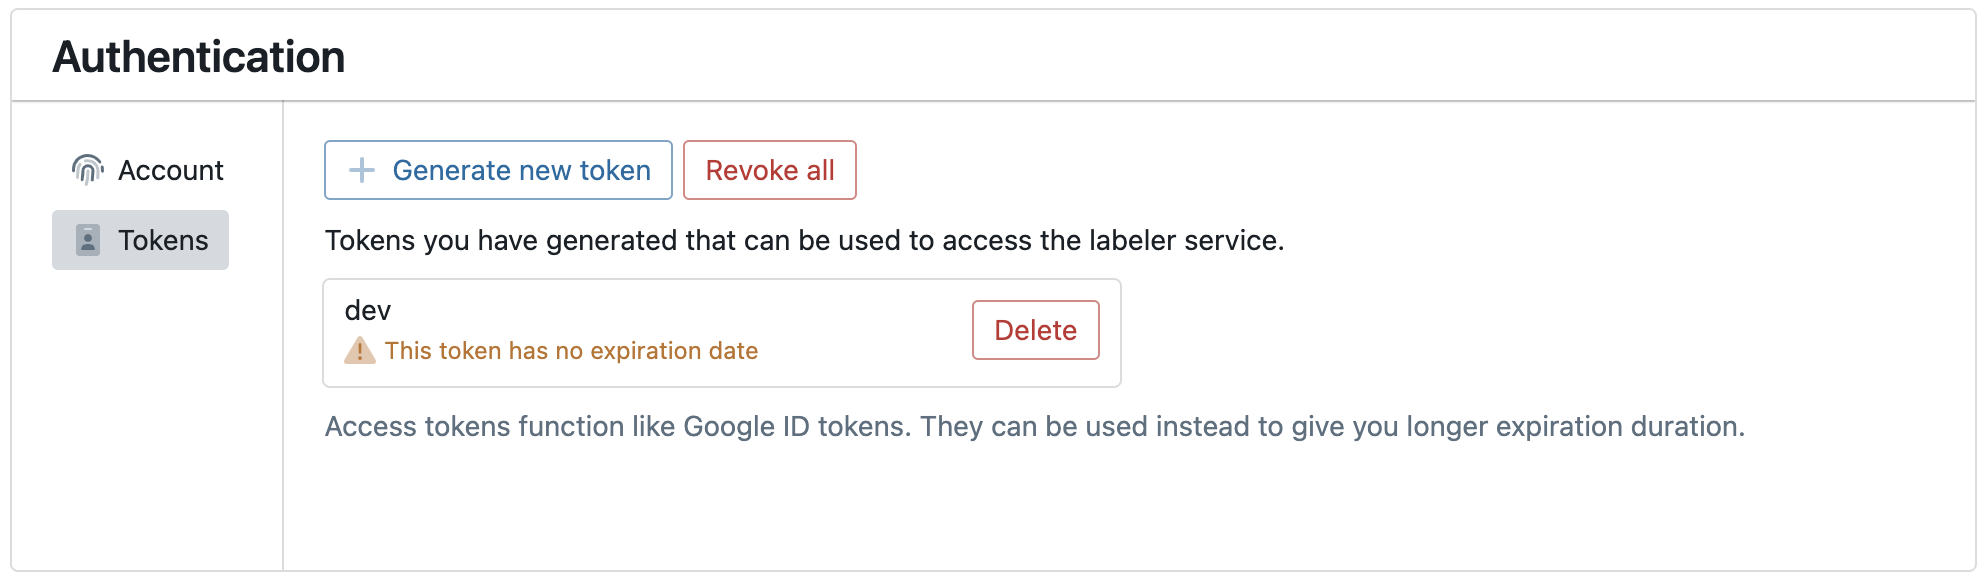 Authentication
Account
Tokens
Generate new token
Revoke all
Tokens you have generated that can be used to access the labeler service.
dev
This token has no expiration date
Delete
Access tokens function like Google ID tokens. They can be used instead to give you longer expiration duration.